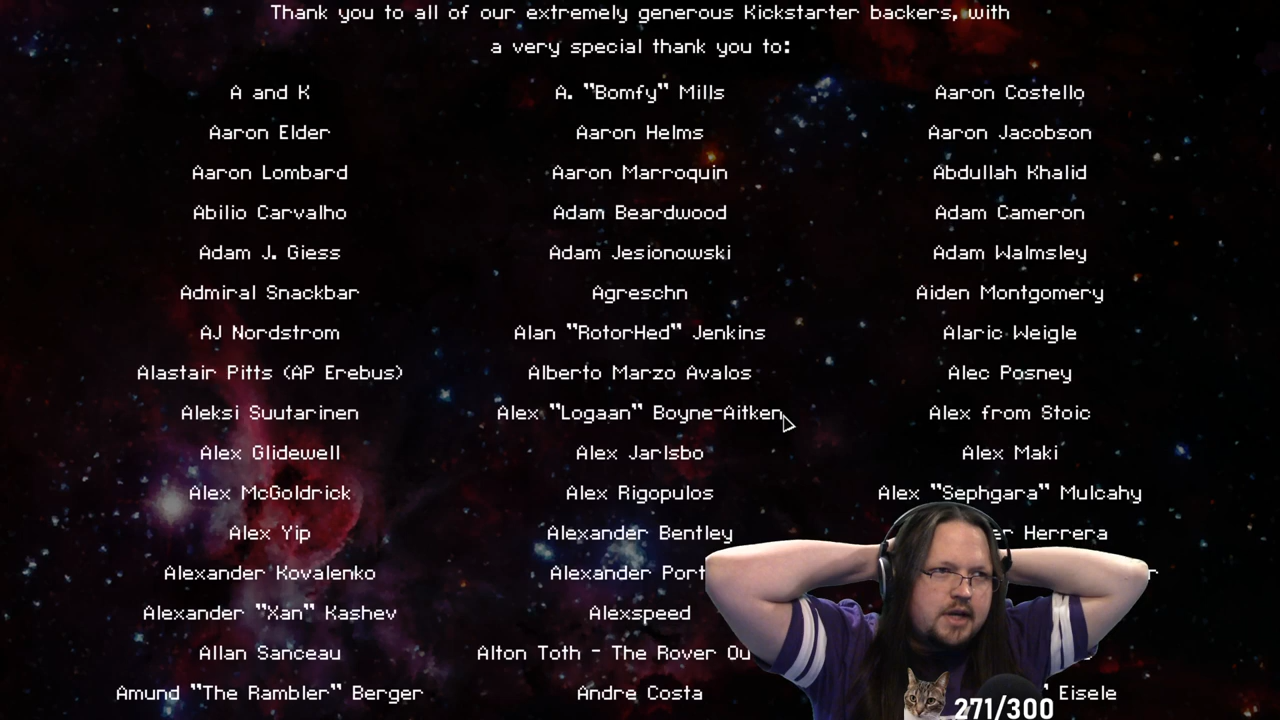 Thank you to all of our extremely generous Kickstarter backers, with
a very special thank you to:
A and K A. "Bomfy" Mills Aaron Costello
Aaron Elder Aaron Helms Aaron Jacobson
Aaron Lombard Aaron Marroquin Abdullah Khalid
Abilio Carvalho Adam Beardwood Adam Cameron
Adam J. Giess Adam Jesionowski Adam Walmsley
Admiral Snackbar Agreschn Aiden Montgomery
AJ Nordstrom Alan "RotorHed" Jenkins Alaric Weigle
Alastair Pitts (AP Erebus) Alberto Marzo Avalos Alec Posney
Aleksi Suutarinen Alex "Logaan" Boyne-Aitken Alex from Stoic
Alex Glidewell Alex Jarlsbo Alex Maki
Alex McGoldrick Alex Rigopulos Alex "Sephgara" Mulcahy
Alex Yip Alexander Bentley Herrera
Alexander Kovalenko Alexander
Alexander "Xan" Kashev Alexspeed
Allan Sanceau Alton Toth - The Rover
Amund "The Rambler" Berger Andre Costa Eisele
271/300